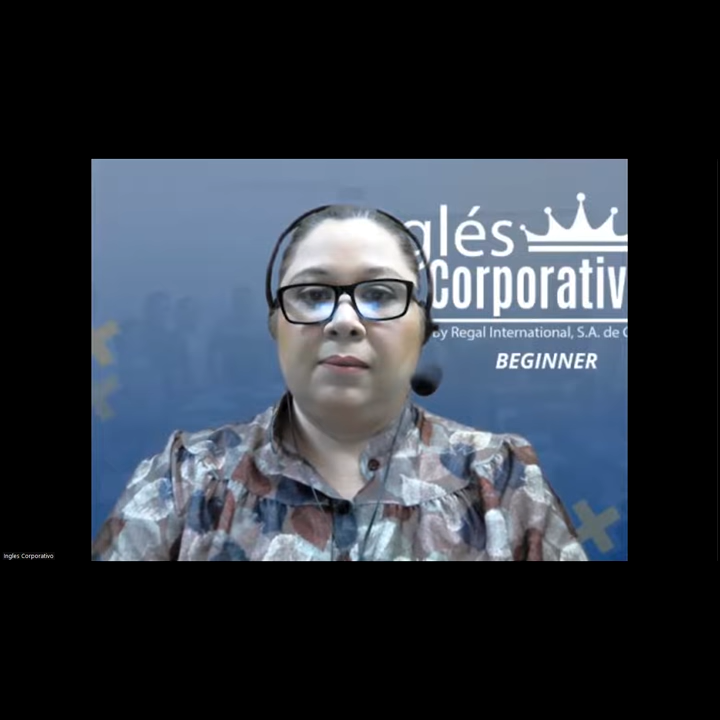 glés
Corporativ
By Regal International, S.A. de C
BEGINNER
Ingles Corporativo